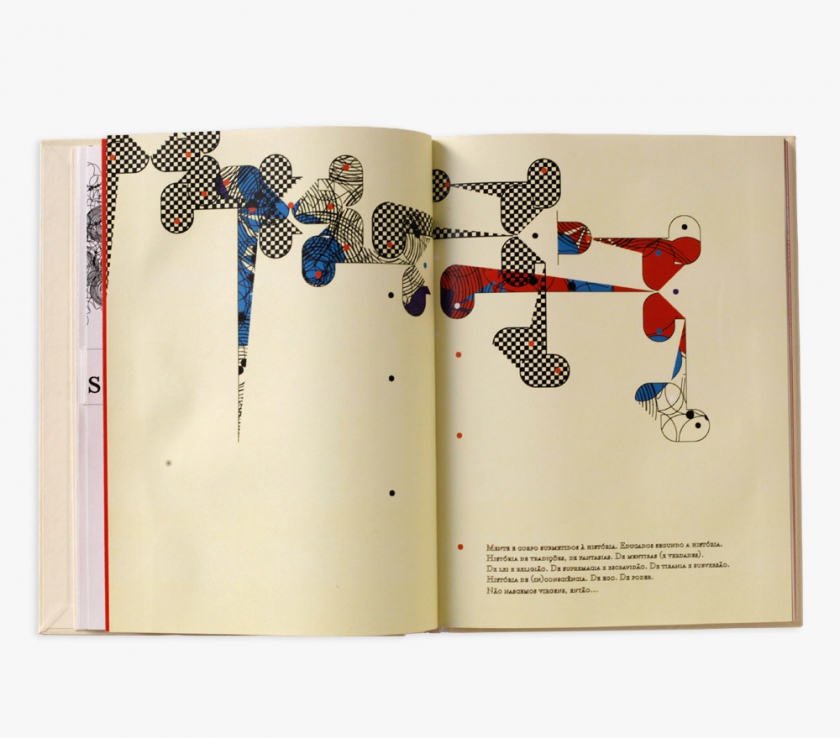 S
Mente e corpo submetidos à história. Educados segundo a história.
História de tradições, de fantasias. De mentiras (e verdades).
De lei e religião. De supremacia e escravidão. De tirania e subversão.
História de (in)consciência. De ego. De poder.
Não nascemos virgens, então...